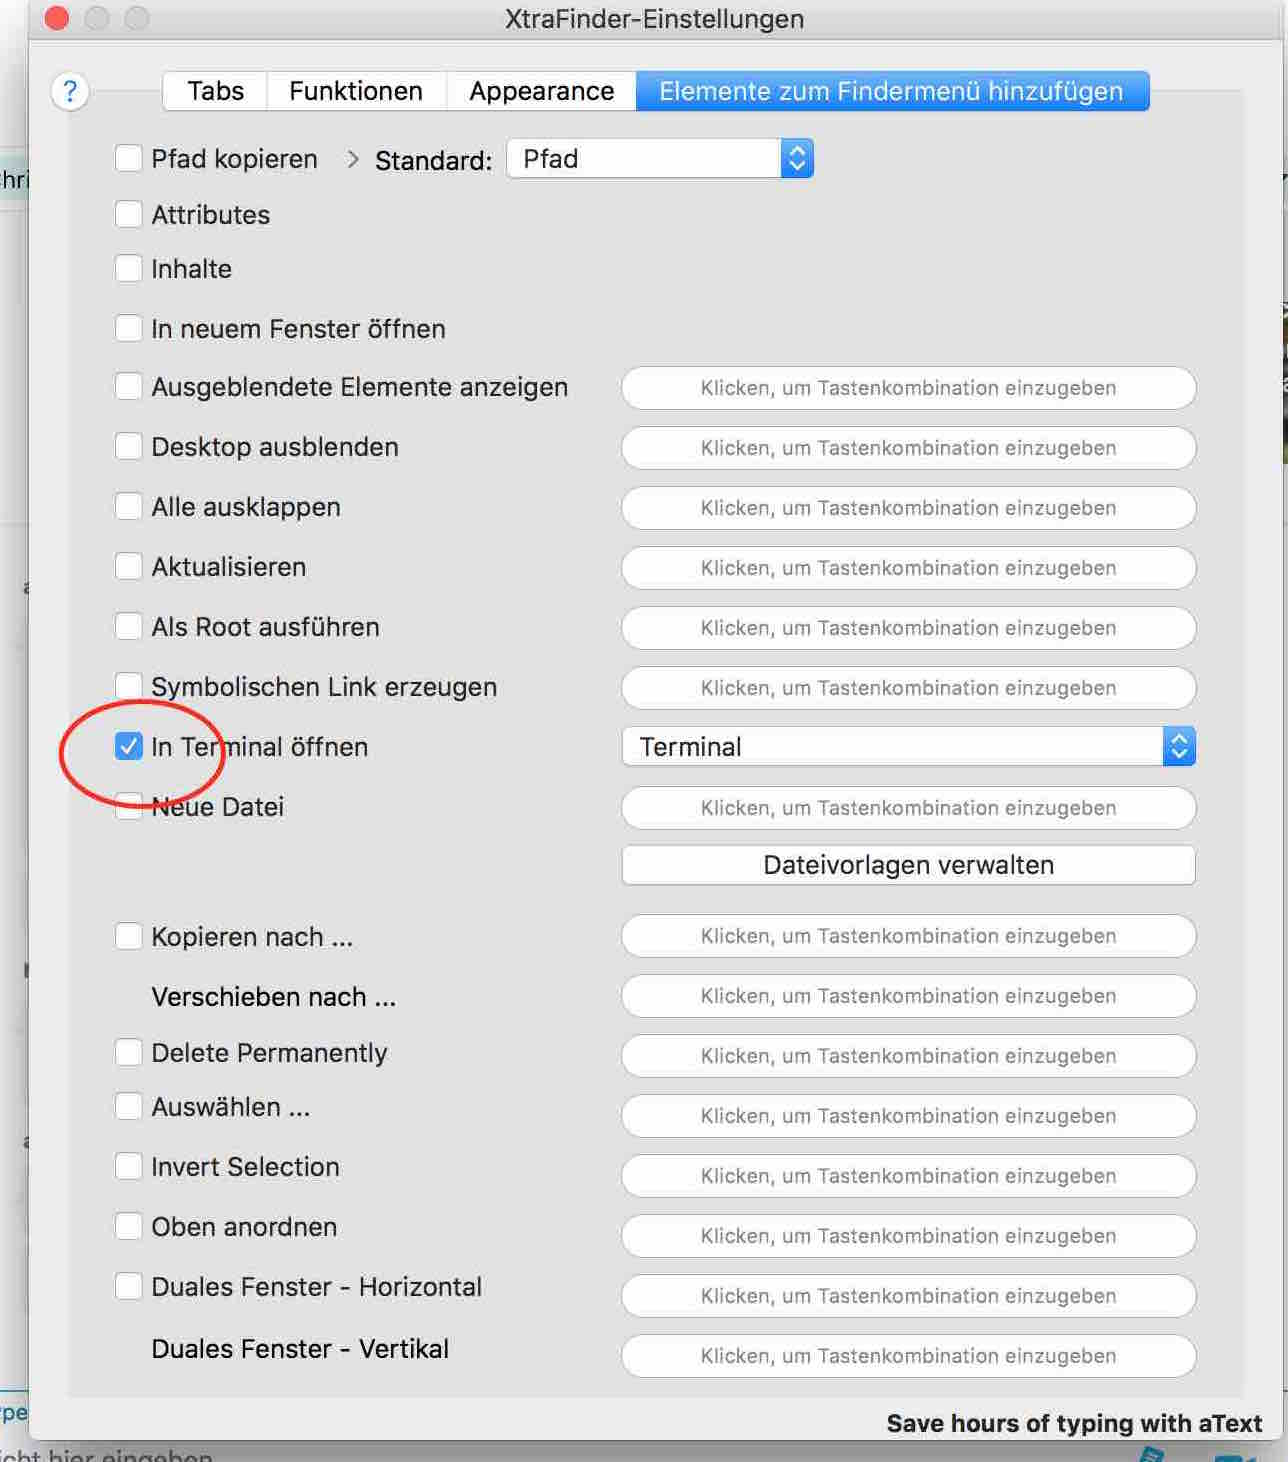 XtraFinder-Einstellungen
?
Tabs Funktionen Appearance Elemente zum Findermenü hinzufügen
Pfad kopieren > Standard: Pfad
Attributes
Inhalte
In neuem Fenster öffnen
Ausgeblendete Elemente anzeigen Klicken, um Tastenkombination einzugeben
Desktop ausblenden Klicken, um Tastenkombination einzugeben
Alle ausklappen Klicken, um Tastenkombination einzugeben
Aktualisieren Klicken, um Tastenkombination einzugeben
Als Root ausführen Klicken, um Tastenkombination einzugeben
Symbolischen Link erzeugen Klicken, um Tastenkombination einzugeben
In Terminal öffnen Terminal
Neue Datei Klicken, um Tastenkombination einzugeben
Dateivorlagen verwalten
Kopieren nach ... Klicken, um Tastenkombination einzugeben
Verschieben nach ... Klicken, um Tastenkombination einzugeben
Delete Permanently Klicken, um Tastenkombination einzugeben
Auswählen ... Klicken, um Tastenkombination einzugeben
Invert Selection Klicken, um Tastenkombination einzugeben
Oben anordnen Klicken, um Tastenkombination einzugeben
Duales Fenster - Horizontal Klicken, um Tastenkombination einzugeben
Duales Fenster - Vertikal Klicken, um Tastenkombination einzugeben
Save hours of typing with aText
hier eingeben